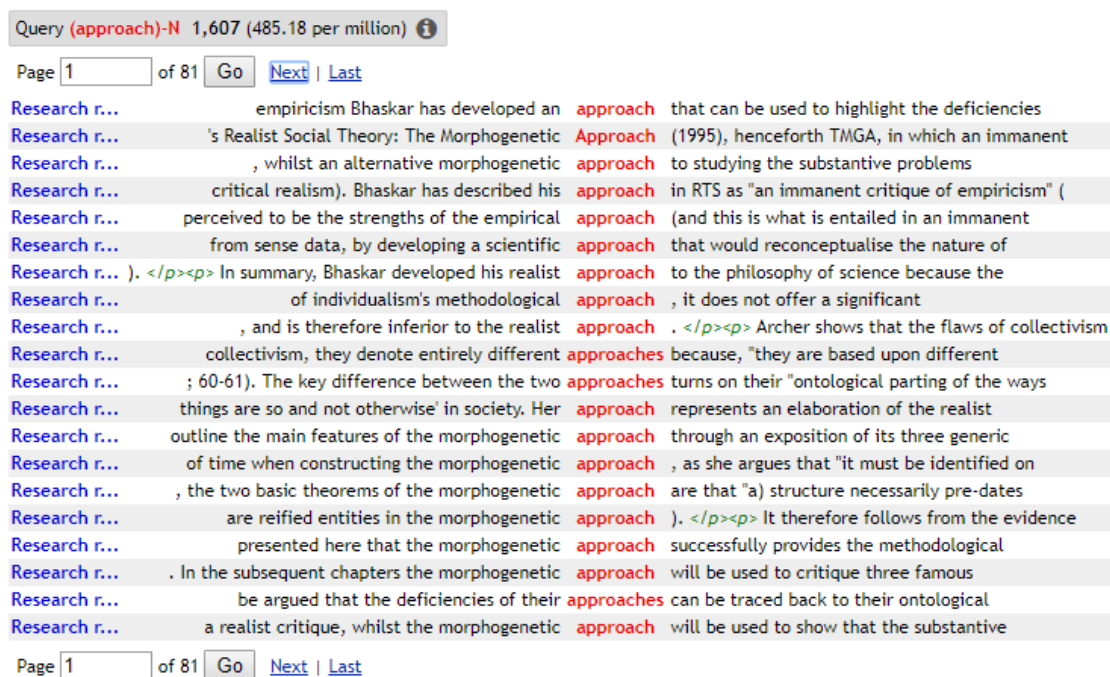 Query (approach)-N 1,607 (485.18 per million) i
Page 1 of 81 Go Next | Last
Research r... empiricism Bhaskar has developed an approach that can be used to highlight the deficiencies
Research r... 's Realist Social Theory: The Morphogenetic Approach (1995), henceforth TMGA, in which an immanent
Research r... , whilst an alternative morphogenetic approach to studying the substantive problems
Research r... critical realism). Bhaskar has described his approach in RTS as "an immanent critique of empiricism" (
Research r... perceived to be the strengths of the empirical approach (and this is what is entailed in an immanent
Research r... from sense data, by developing a scientific approach that would reconceptualise the nature of
Research r... ). </p><p> In summary, Bhaskar developed his realist approach to the philosophy of science because the
Research r... of individualism's methodological approach , it does not offer a significant
Research r... , and is therefore inferior to the realist approach . </p><p> Archer shows that the flaws of collectivism
Research r... collectivism, they denote entirely different approaches because, "they are based upon different
Research r... ; 60-61). The key difference between the two approaches turns on their "ontological parting of the ways
Research r... things are so and not otherwise' in society. Her approach represents an elaboration of the realist
Research r... outline the main features of the morphogenetic approach through an exposition of its three generic
Research r... of time when constructing the morphogenetic approach , as she argues that "it must be identified on
Research r... , the two basic theorems of the morphogenetic approach are that "a) structure necessarily pre-dates
Research r... are reified entities in the morphogenetic approach ). </p><p> It therefore follows from the evidence
Research r... presented here that the morphogenetic approach successfully provides the methodological
Research r... . In the subsequent chapters the morphogenetic approach will be used to critique three famous
Research r... be argued that the deficiencies of their approaches can be traced back to their ontological
Research r... a realist critique, whilst the morphogenetic approach will be used to show that the substantive
Page 1 of 81 Go Next | Last